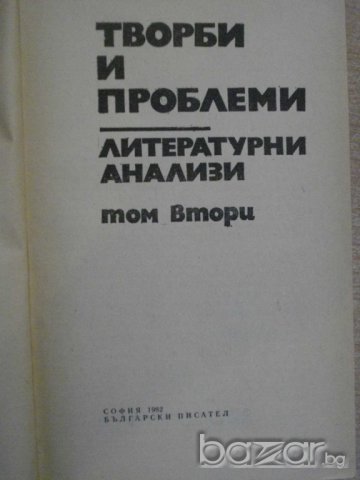 ТВОРБИ
И
ПРОБЛЕМИ
ЛИТЕРАТУРНИ
АНАЛИЗИ
том втори
СОФИЯ 1982
БЪЛГАРСКИ ПИСАТЕЛ
bazar.bg